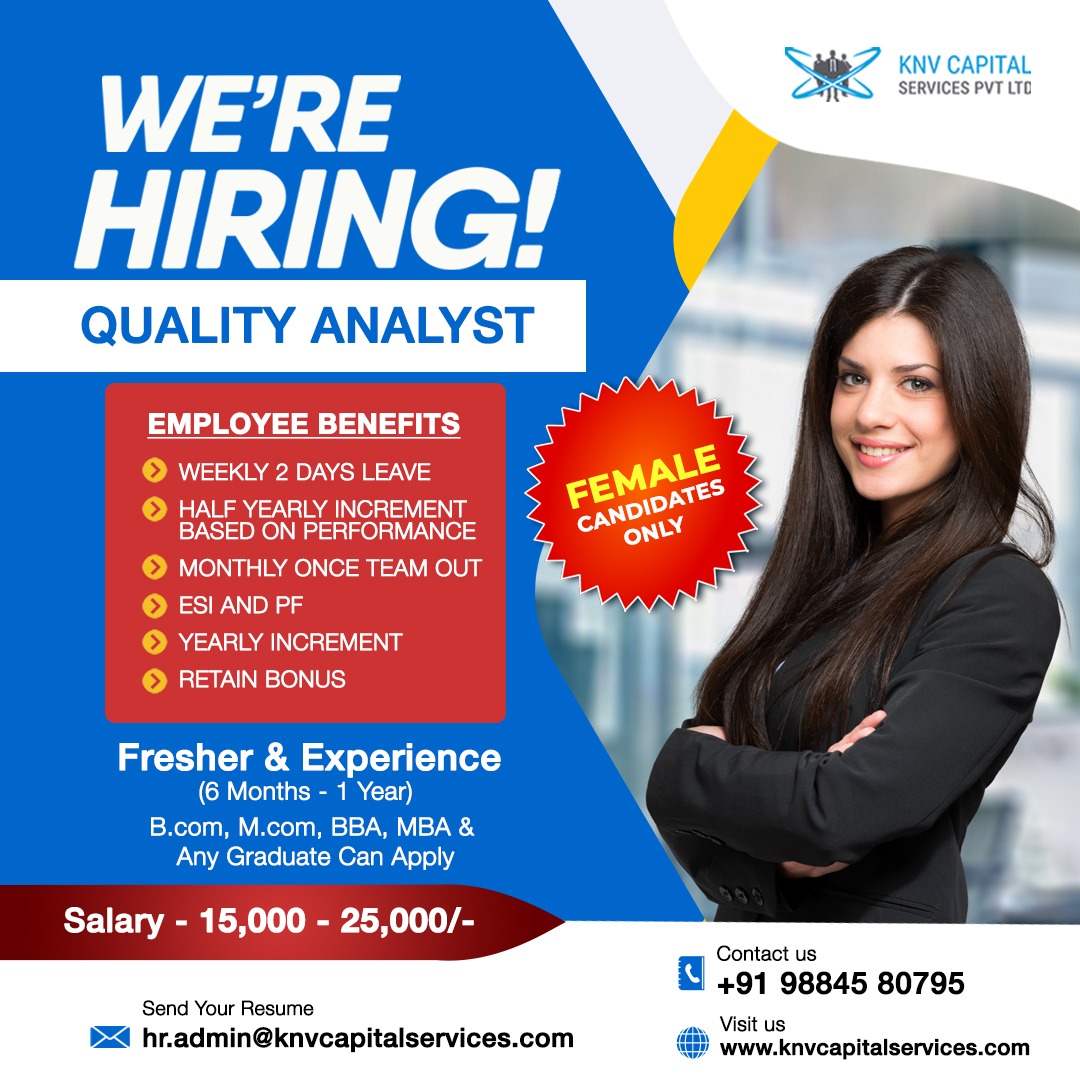 KNV CAPITAL
SERVICES PVT LTD
WE'RE
HIRING!
QUALITY ANALYST
EMPLOYEE BENEFITS
WEEKLY 2 DAYS LEAVE
HALF YEARLY INCREMENT
BASED ON PERFORMANCE
MONTHLY ONCE TEAM OUT
ESI AND PF
YEARLY INCREMENT
RETAIN BONUS
FEMALE
CANDIDATES
ONLY
Fresher & Experience
(6 Months - 1 Year)
B.com, M.com, BBA, MBA &
Any Graduate Can Apply
Salary - 15,000 - 25,000/-
Send Your Resume
hr.admin@knvcapitalservices.com
Contact us
+91 98845 80795
Visit us
www.knvcapitalservices.com